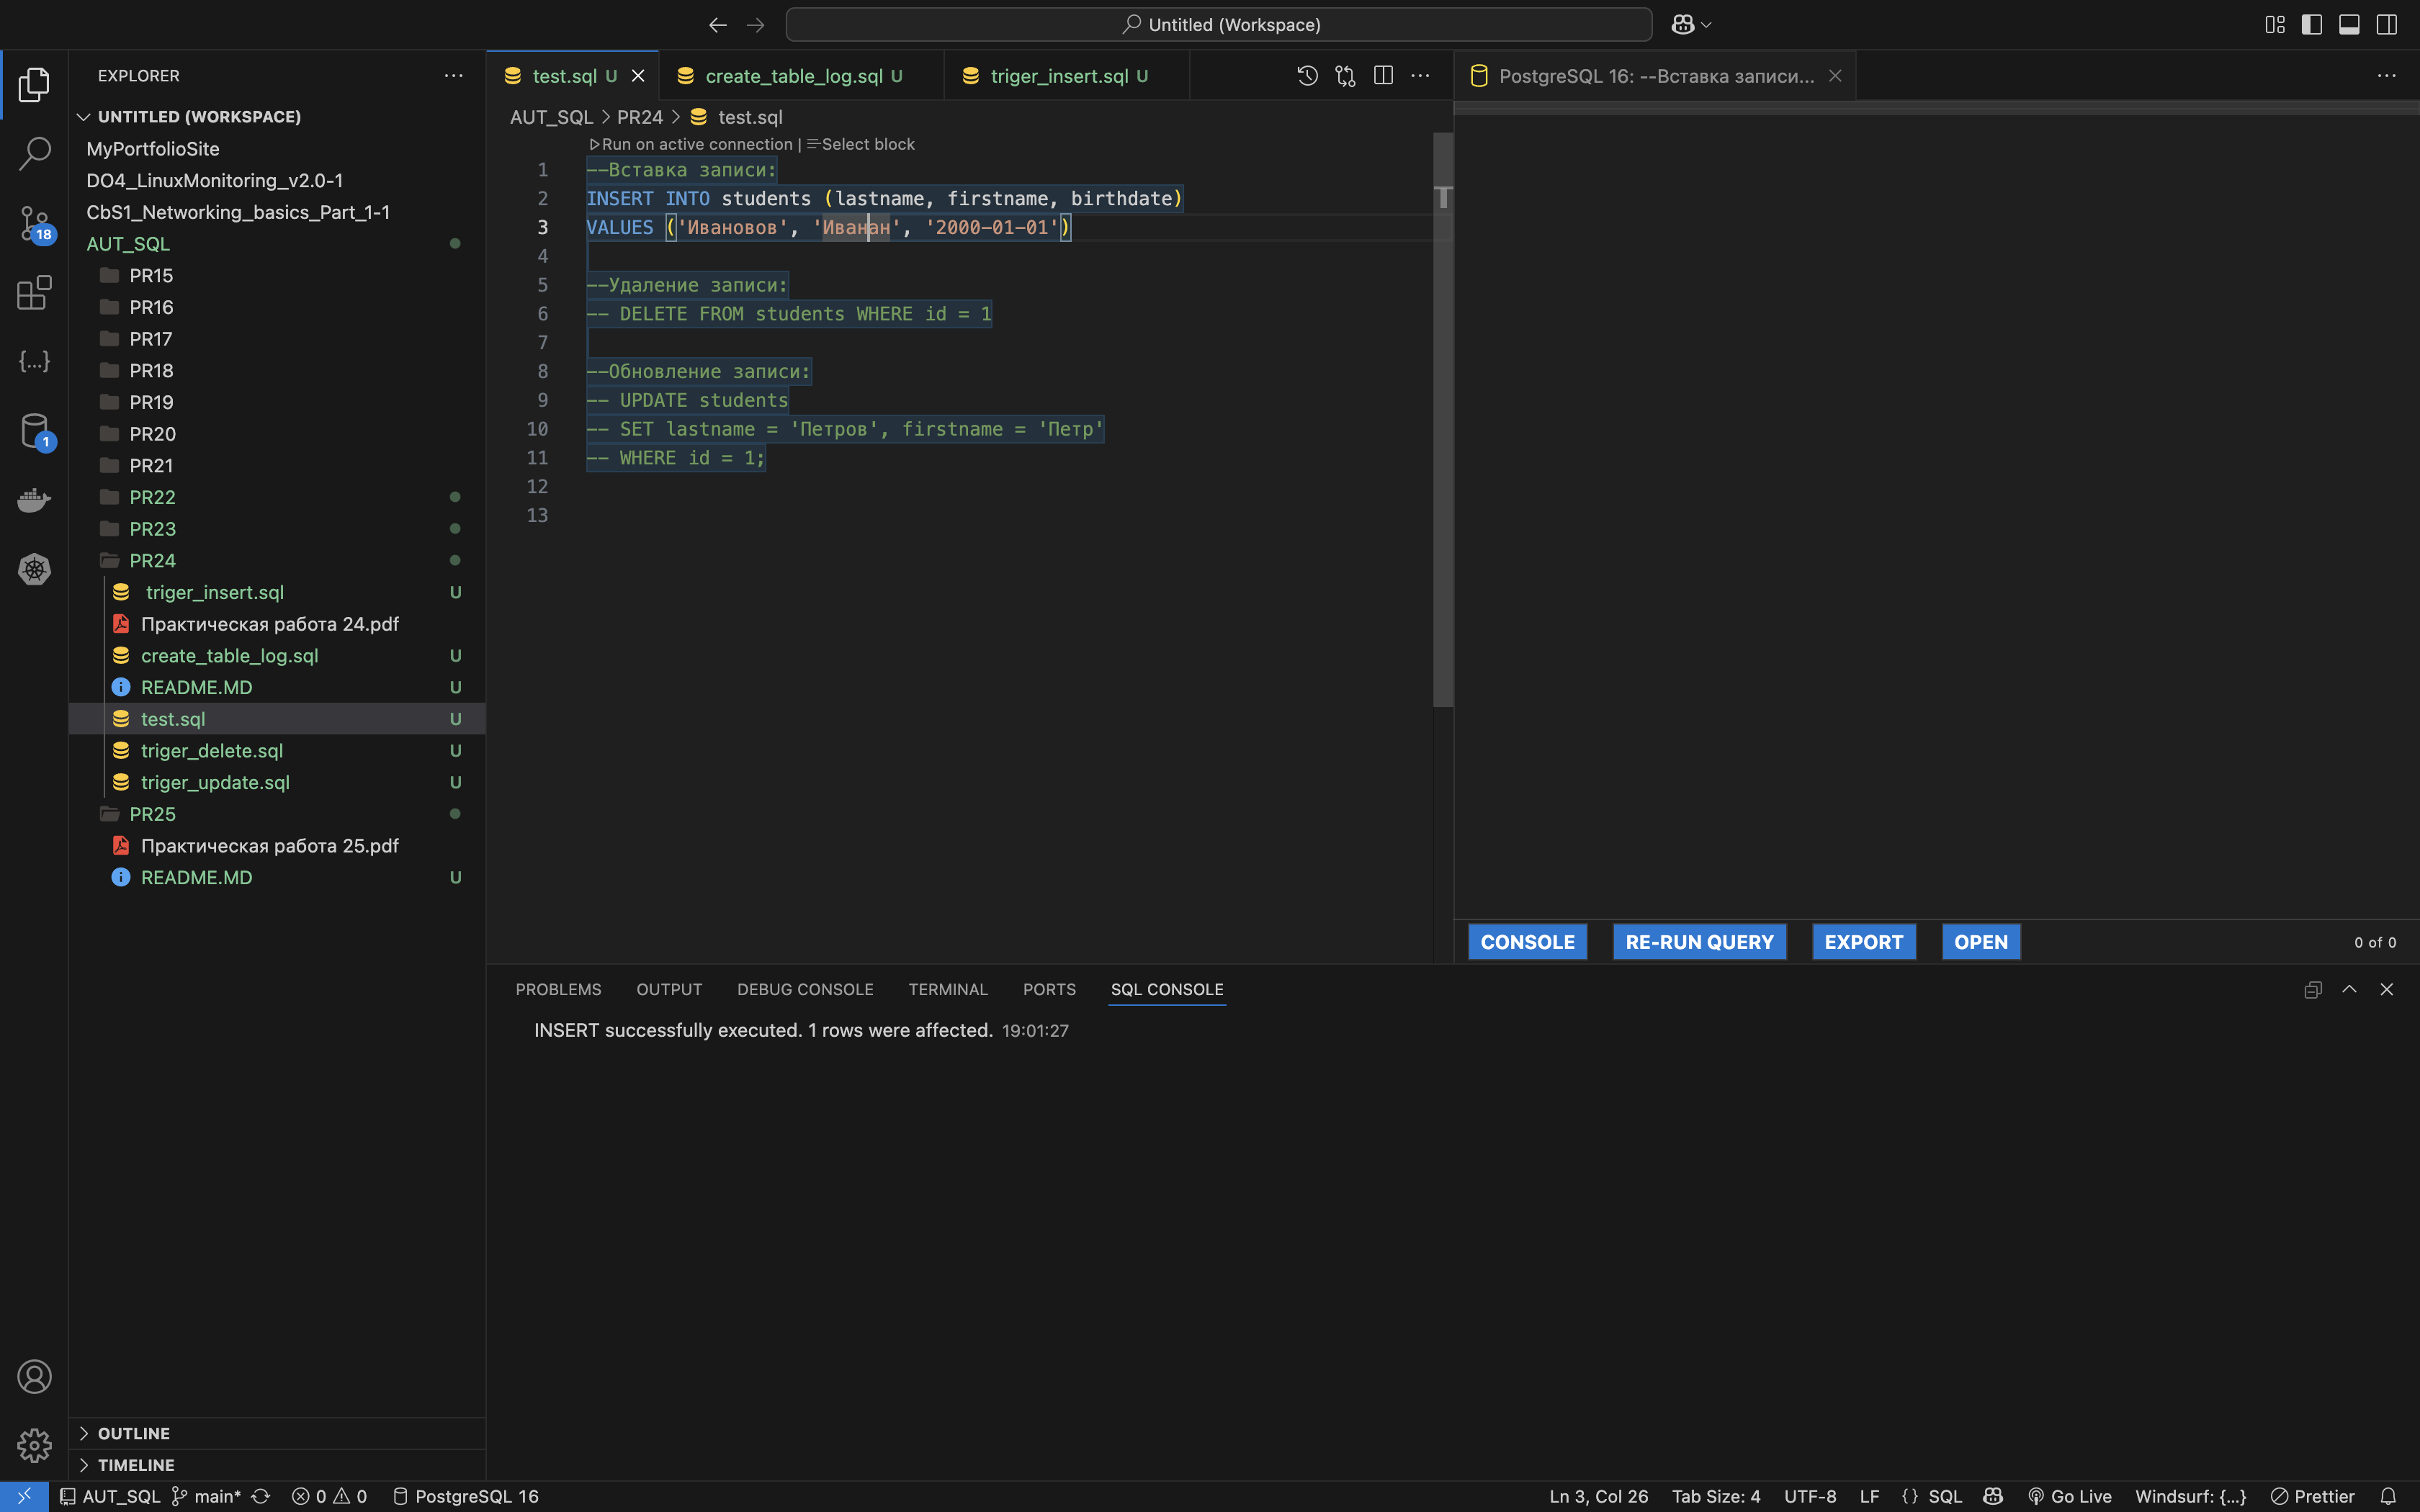 Untitled (Workspace)
EXPLORER
UNTITLED (WORKSPACE)
MyPortfolioSite
DO4_LinuxMonitoring_v2.0-1
CbS1_Networking_basics_Part_1-1
AUT_SQL
PR15
PR16
PR17
PR18
PR19
PR20
PR21
PR22
PR23
PR24
triger_insert.sql U
Практическая работа 24.pdf
create_table_log.sql U
README.MD U
test.sql U
triger_delete.sql U
triger_update.sql U
PR25
Практическая работа 25.pdf
README.MD U
OUTLINE
TIMELINE
18
1
test.sql U
create_table_log.sql U
triger_insert.sql U
AUT_SQL > PR24 > test.sql
Run on active connection | Select block
1 --Вставка записи:
2 INSERT INTO students (lastname, firstname, birthdate)
3 VALUES ('Ивановов', 'Иванан', '2000-01-01')
4
5 --Удаление записи:
6 -- DELETE FROM students WHERE id = 1
7
8 --Обновление записи:
9 -- UPDATE students
10 -- SET lastname = 'Петров', firstname = 'Петр'
11 -- WHERE id = 1;
12
13
PostgreSQL 16: --Вставка записи...
CONSOLE RE-RUN QUERY EXPORT OPEN 0 of 0
PROBLEMS OUTPUT DEBUG CONSOLE TERMINAL PORTS SQL CONSOLE
INSERT successfully executed. 1 rows were affected. 19:01:27
AUT_SQL main* 0 0 PostgreSQL 16 Ln 3, Col 26 Tab Size: 4 UTF-8 LF {} SQL Go Live Windsurf: {...} Prettier